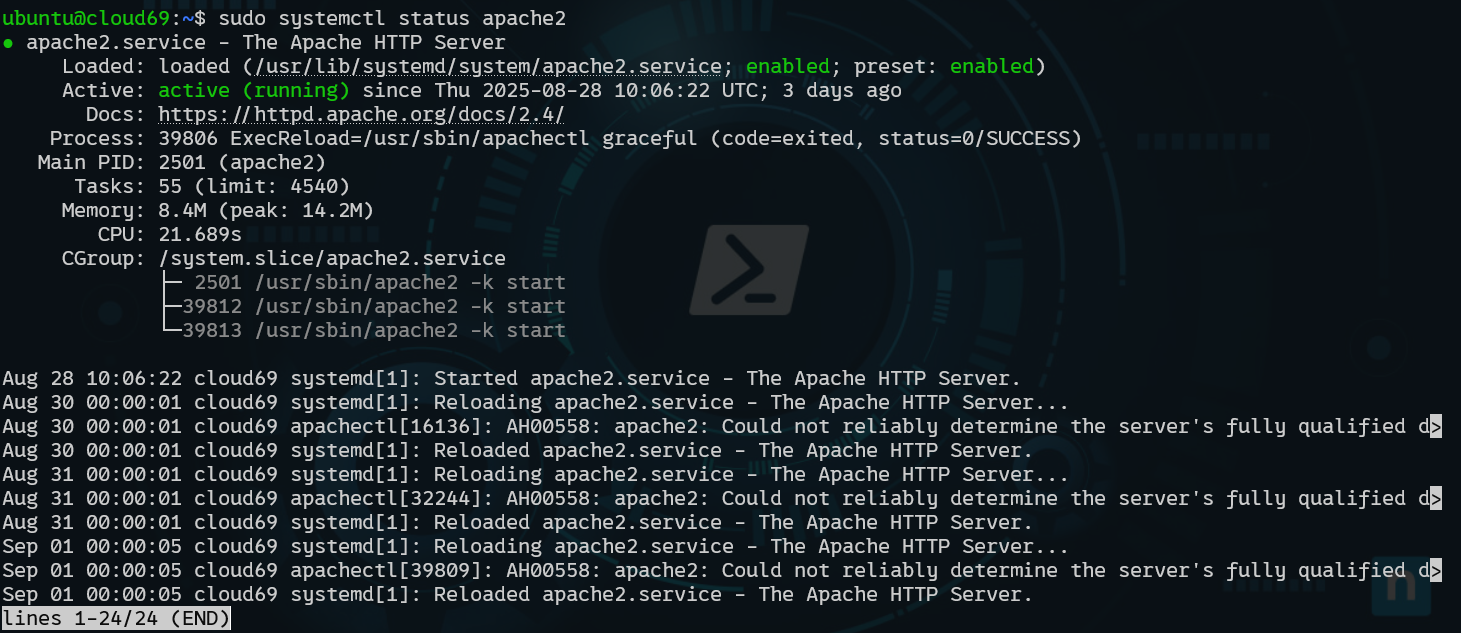 ubuntu@cloud69:~$ sudo systemctl status apache2
● apache2.service - The Apache HTTP Server
     Loaded: loaded (/usr/lib/systemd/system/apache2.service; enabled; preset: enabled)
     Active: active (running) since Thu 2025-08-28 10:06:22 UTC; 3 days ago
       Docs: https://httpd.apache.org/docs/2.4/
    Process: 39806 ExecReload=/usr/sbin/apachectl graceful (code=exited, status=0/SUCCESS)
   Main PID: 2501 (apache2)
      Tasks: 55 (limit: 4540)
     Memory: 8.4M (peak: 14.2M)
        CPU: 21.689s
     CGroup: /system.slice/apache2.service
             ├─ 2501 /usr/sbin/apache2 -k start
             ├─39812 /usr/sbin/apache2 -k start
             └─39813 /usr/sbin/apache2 -k start
Aug 28 10:06:22 cloud69 systemd[1]: Started apache2.service - The Apache HTTP Server.
Aug 30 00:00:01 cloud69 systemd[1]: Reloading apache2.service - The Apache HTTP Server...
Aug 30 00:00:01 cloud69 apachectl[16136]: AH00558: apache2: Could not reliably determine the server's fully qualified d>
Aug 30 00:00:01 cloud69 systemd[1]: Reloaded apache2.service - The Apache HTTP Server.
Aug 31 00:00:01 cloud69 systemd[1]: Reloading apache2.service - The Apache HTTP Server...
Aug 31 00:00:01 cloud69 apachectl[32244]: AH00558: apache2: Could not reliably determine the server's fully qualified d>
Aug 31 00:00:01 cloud69 systemd[1]: Reloaded apache2.service - The Apache HTTP Server.
Sep 01 00:00:05 cloud69 systemd[1]: Reloading apache2.service - The Apache HTTP Server...
Sep 01 00:00:05 cloud69 apachectl[39809]: AH00558: apache2: Could not reliably determine the server's fully qualified d>
Sep 01 00:00:05 cloud69 systemd[1]: Reloaded apache2.service - The Apache HTTP Server.
lines 1-24/24 (END)
n